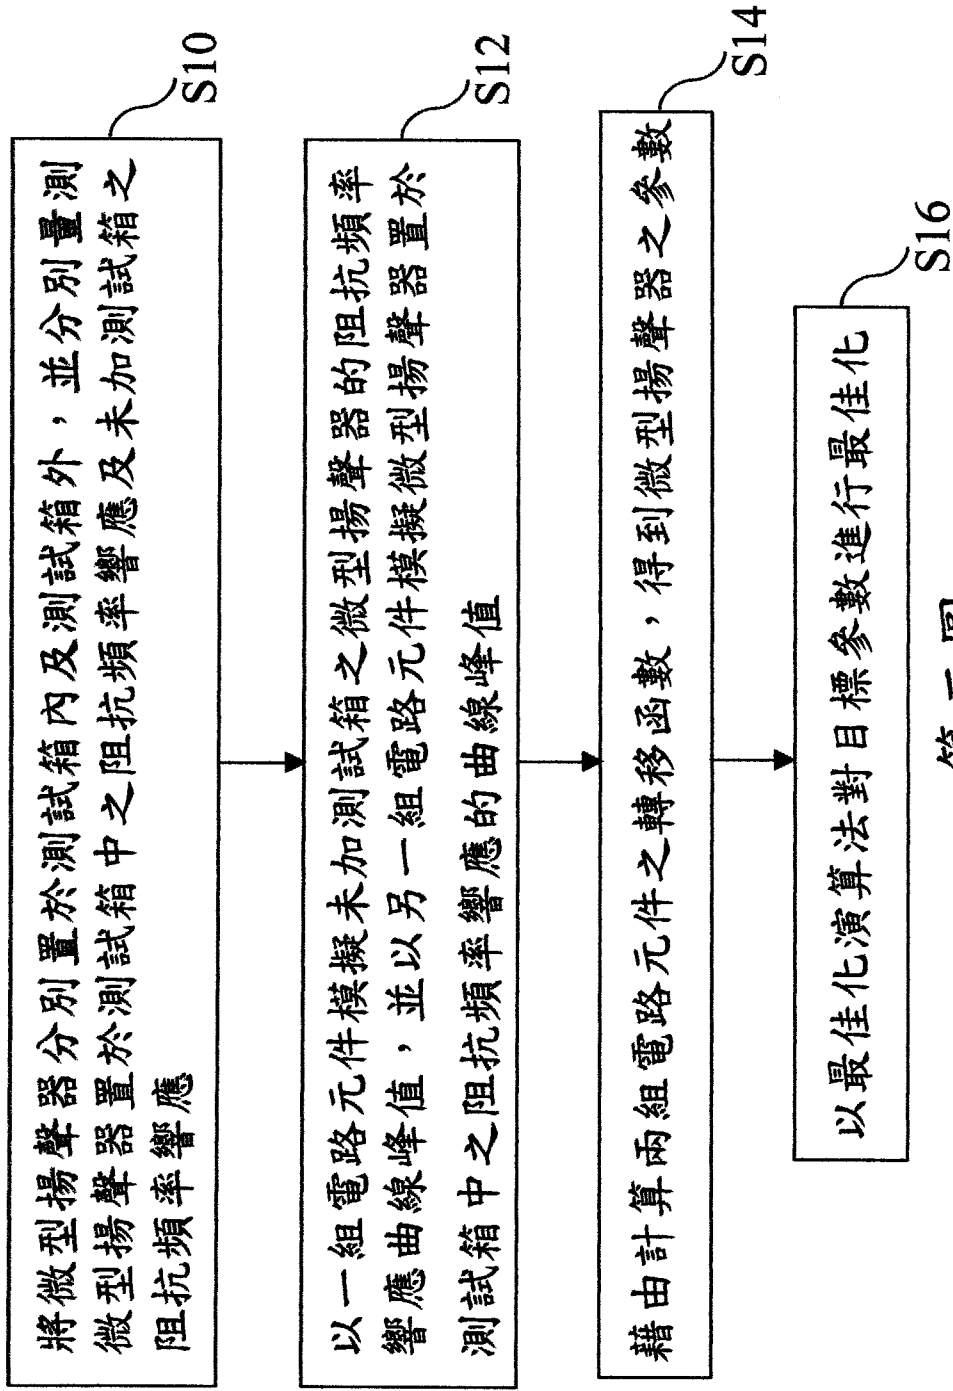 將微型揚聲器分別置於測試箱內及測試箱外，並分別量測
微型揚聲器置於測試箱中之阻抗頻率響應及未加測試箱之
阻抗頻率響應
S10
以一組電路元件模擬未加測試箱之微型揚聲器的阻抗頻率
響應曲線峰值，並以另一組電路元件模擬微型揚聲器置於
測試箱中之阻抗頻率響應的曲線峰值
S12
藉由計算兩組電路元件之轉移函數，得到微型揚聲器之參數
S14
以最佳化演算法對目標參數進行最佳化
S16